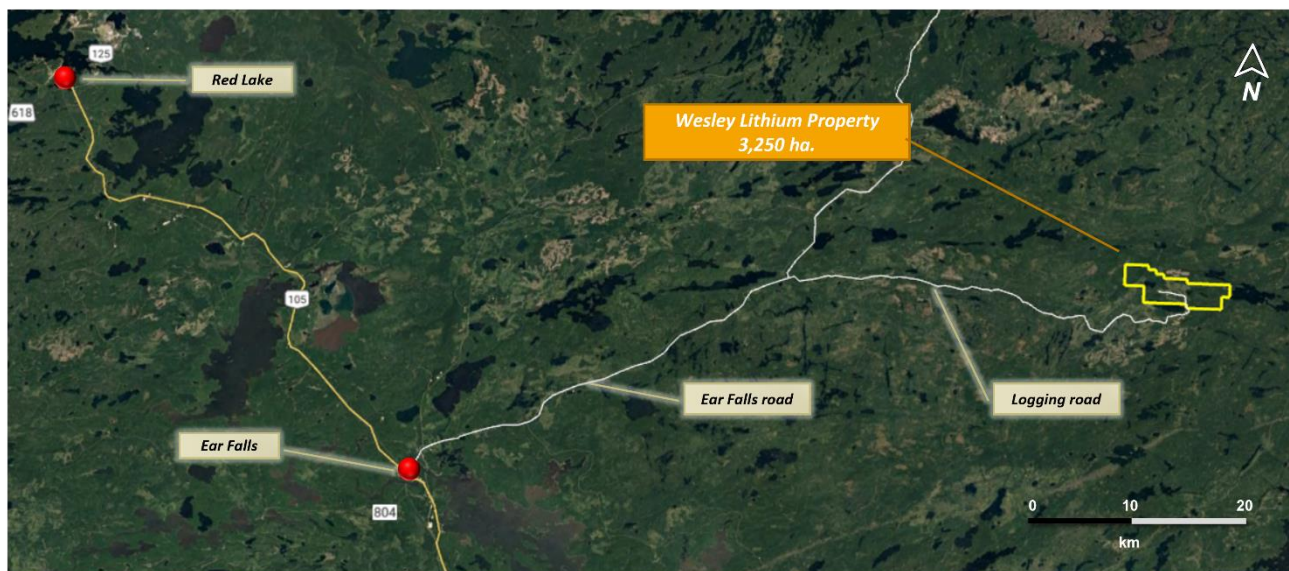 125
Red Lake
618
N
Wesley Lithium Property
3,250 ha.
105
Ear Falls road
Logging road
Ear Falls
804
0 10 20
km